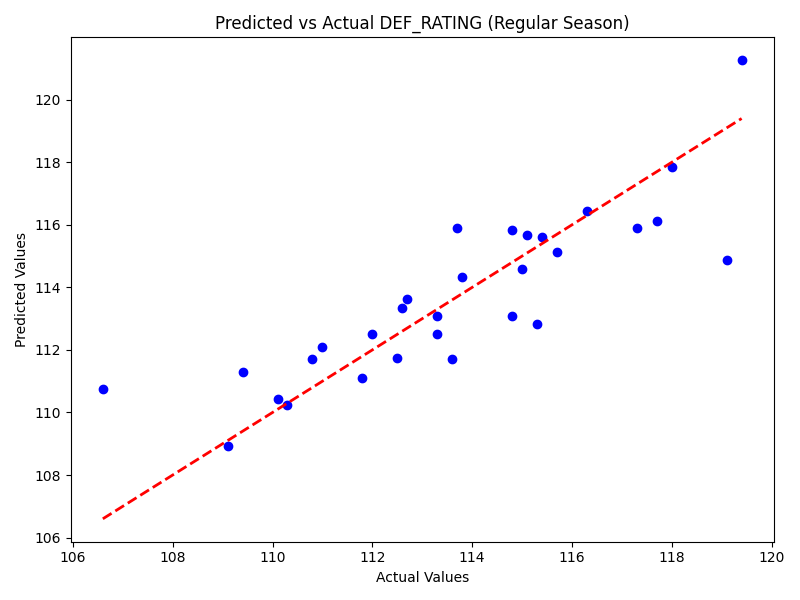 Predicted vs Actual DEF_RATING (Regular Season)
Predicted Values
120
118
116
114
112
110
108
106
106 108 110 112 114 116 118 120
Actual Values